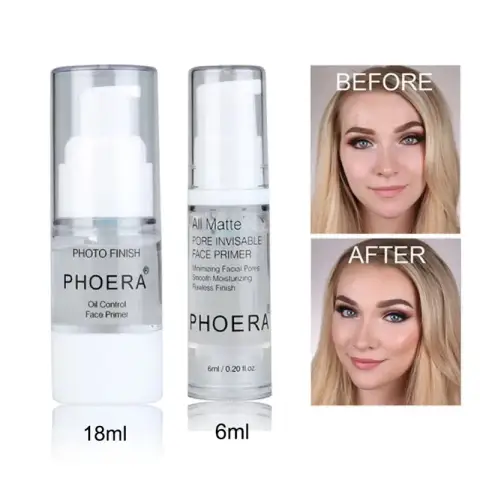 PHOTO FINISH
PHOERA®
Oil Control
Face Primer
18ml
All Matte
PORE INVISABLE
FACE PRIMER
Minimizing Facial Pores
Smooth Moisturizing
Flawless Finish
PHOERA®
6ml / 0.20 fl.oz
6ml
BEFORE
AFTER